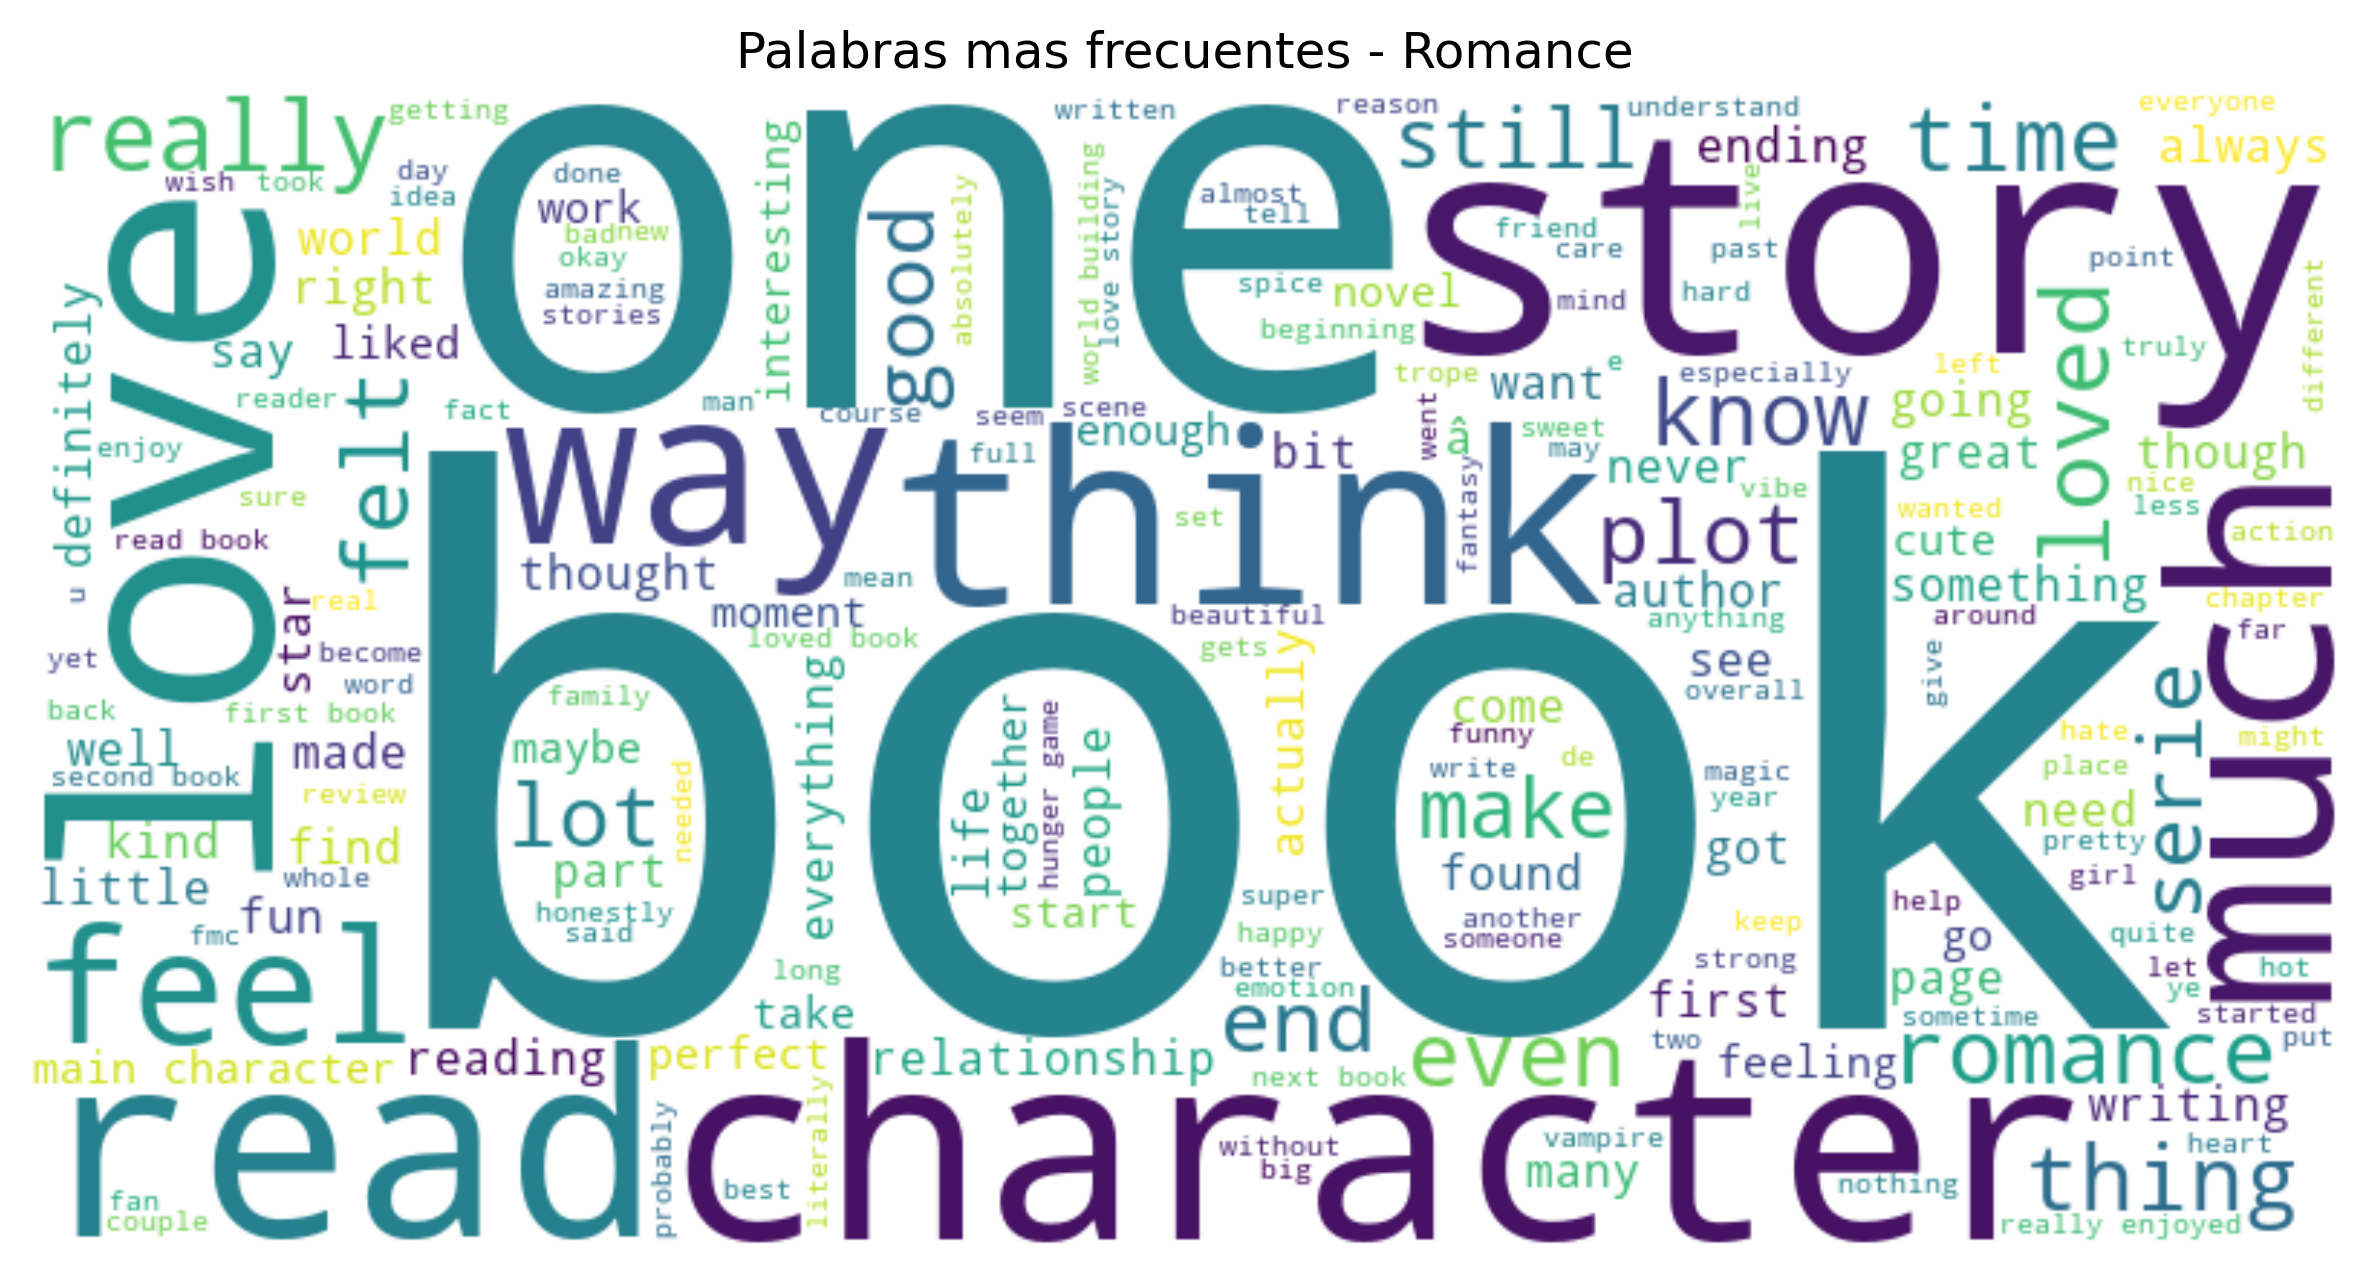 Palabras mas frecuentes - Romance
really
getting
one
written
reason
still
understand
time
everyone
always
ending
wish
took
day
idea
done
work
bad
new
okay
amazing
stories
interesting
good
absolutely
world building
love story
almost
tell
spice
story
friend
care
past
live
point
mind
hard
novel
beginning
different
love
world
right
definitely
say
liked
felt
reader
fact
man
course
seem
scene
trope
want
e
especially
left
truly
loved
know
going
enjoy
sure
way
think
full
enough
bit
went
â
sweet
may
fantasy
never
vibe
great
though
nice
less
wanted
action
much
read book
u
real
star
thought
mean
set
plot
cute
something
author
chapter
moment
beautiful
anything
around
far
loved book
gets
book
yet
become
word
back
first book
well
made
second book
review
kind
find
little
whole
fun
fmc
feel
family
maybe
needed
lot
part
honestly
said
everything
life
together
hunger game
people
start
actually
come
funny
write
de
make
found
another
someone
see
overall
give
magic
year
got
hate
might
place
serie
need
pretty
girl
help
go
quite
let
hot
ye
page
started
sometime
put
super
happy
better
emotion
keep
strong
first
two
long
take
end
main character
reading
perfect
relationship
next book
even
feeling
romance
read
character
writing
fan
couple
probably
best
literally
without
big
vampire
many
nothing
heart
thing
really enjoyed